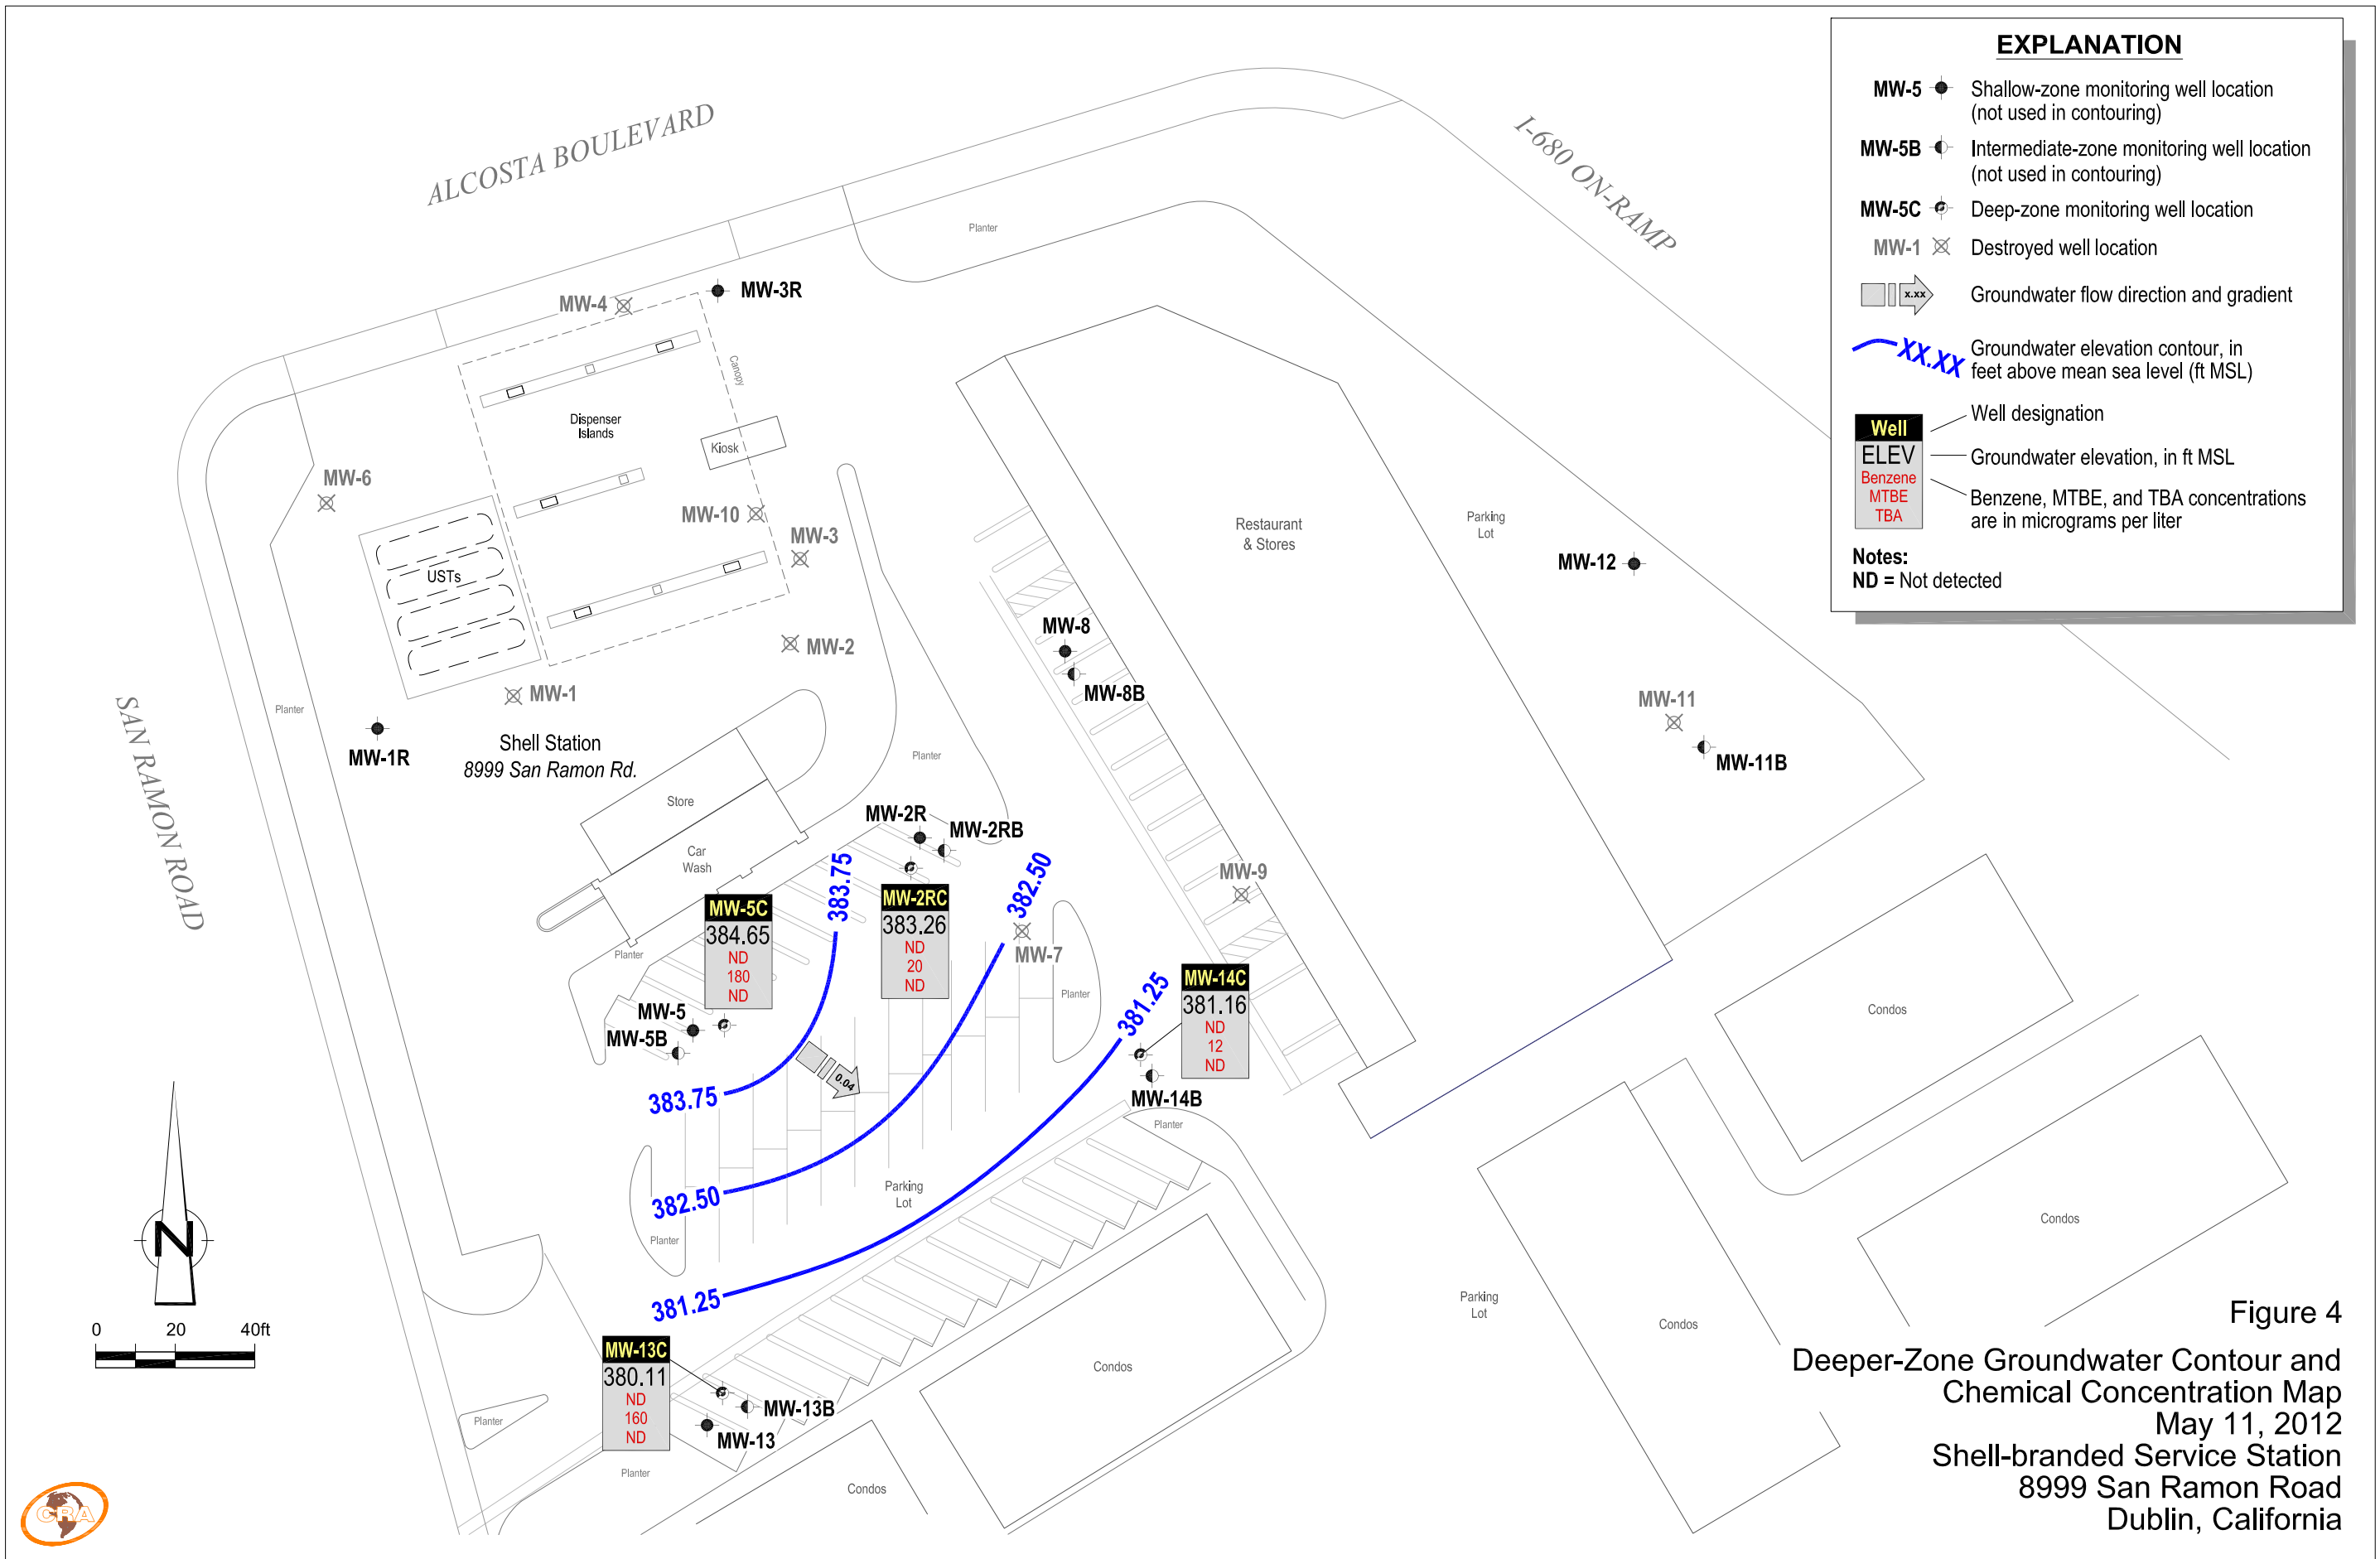 EXPLANATION
MW-5 Shallow-zone monitoring well location
(not used in contouring)
MW-5B Intermediate-zone monitoring well location
(not used in contouring)
MW-5C Deep-zone monitoring well location
MW-1 Destroyed well location
x.xx Groundwater flow direction and gradient
XX.XX Groundwater elevation contour, in
feet above mean sea level (ft MSL)
Well
ELEV
Benzene
MTBE
TBA
Well designation
Groundwater elevation, in ft MSL
Benzene, MTBE, and TBA concentrations
are in micrograms per liter
Notes:
ND = Not detected
ALCOSTA BOULEVARD
I-680 ON-RAMP
SAN RAMON ROAD
Planter
MW-4
MW-3R
Canopy
Dispenser
Islands
Kiosk
MW-6
MW-10
MW-3
USTs
MW-2
MW-1
MW-1R
Planter
Shell Station
8999 San Ramon Rd.
Store
Car
Wash
Planter
Restaurant
& Stores
Parking
Lot
MW-12
MW-8
MW-8B
MW-11
MW-11B
MW-2R
MW-2RB
383.75
382.50
MW-9
MW-5C
384.65
ND
180
ND
MW-2RC
383.26
ND
20
ND
MW-7
Planter
Planter
381.25
MW-14C
381.16
ND
12
ND
MW-5
MW-5B
0.04
383.75
MW-14B
Planter
Condos
382.50
Parking
Lot
Planter
Condos
381.25
N
0 20 40ft
MW-13C
380.11
ND
160
ND
MW-13B
MW-13
Planter
Planter
Condos
Condos
Parking
Lot
Condos
CRA
Figure 4
Deeper-Zone Groundwater Contour and
Chemical Concentration Map
May 11, 2012
Shell-branded Service Station
8999 San Ramon Road
Dublin, California